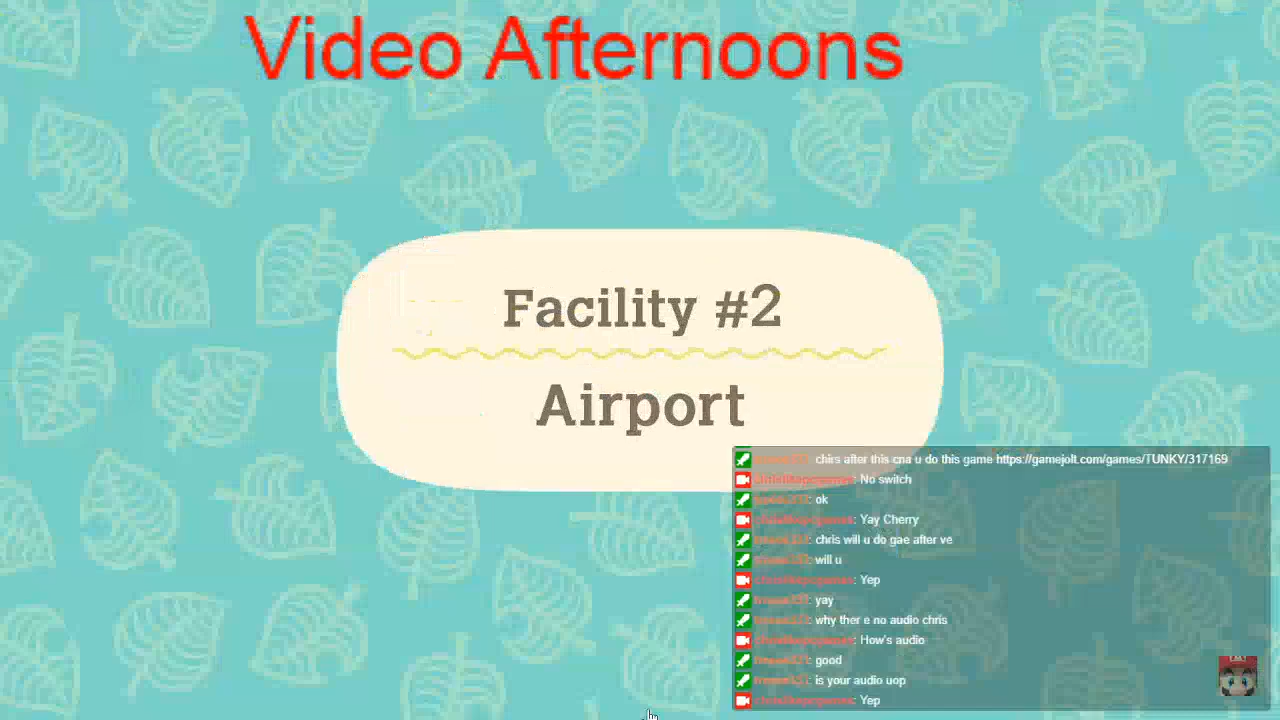 Video Afternoons
Facility #2
Airport
: chirs after this cna u do this game https://gamejolt.com/games/TUNKY/317169
: No switch
: ok
: Yay Cherry
: chris will u do gae after ve
: will u
: Yep
: yay
: why ther e no audio chris
: How's audio
: good
: is your audio uop
: Yep